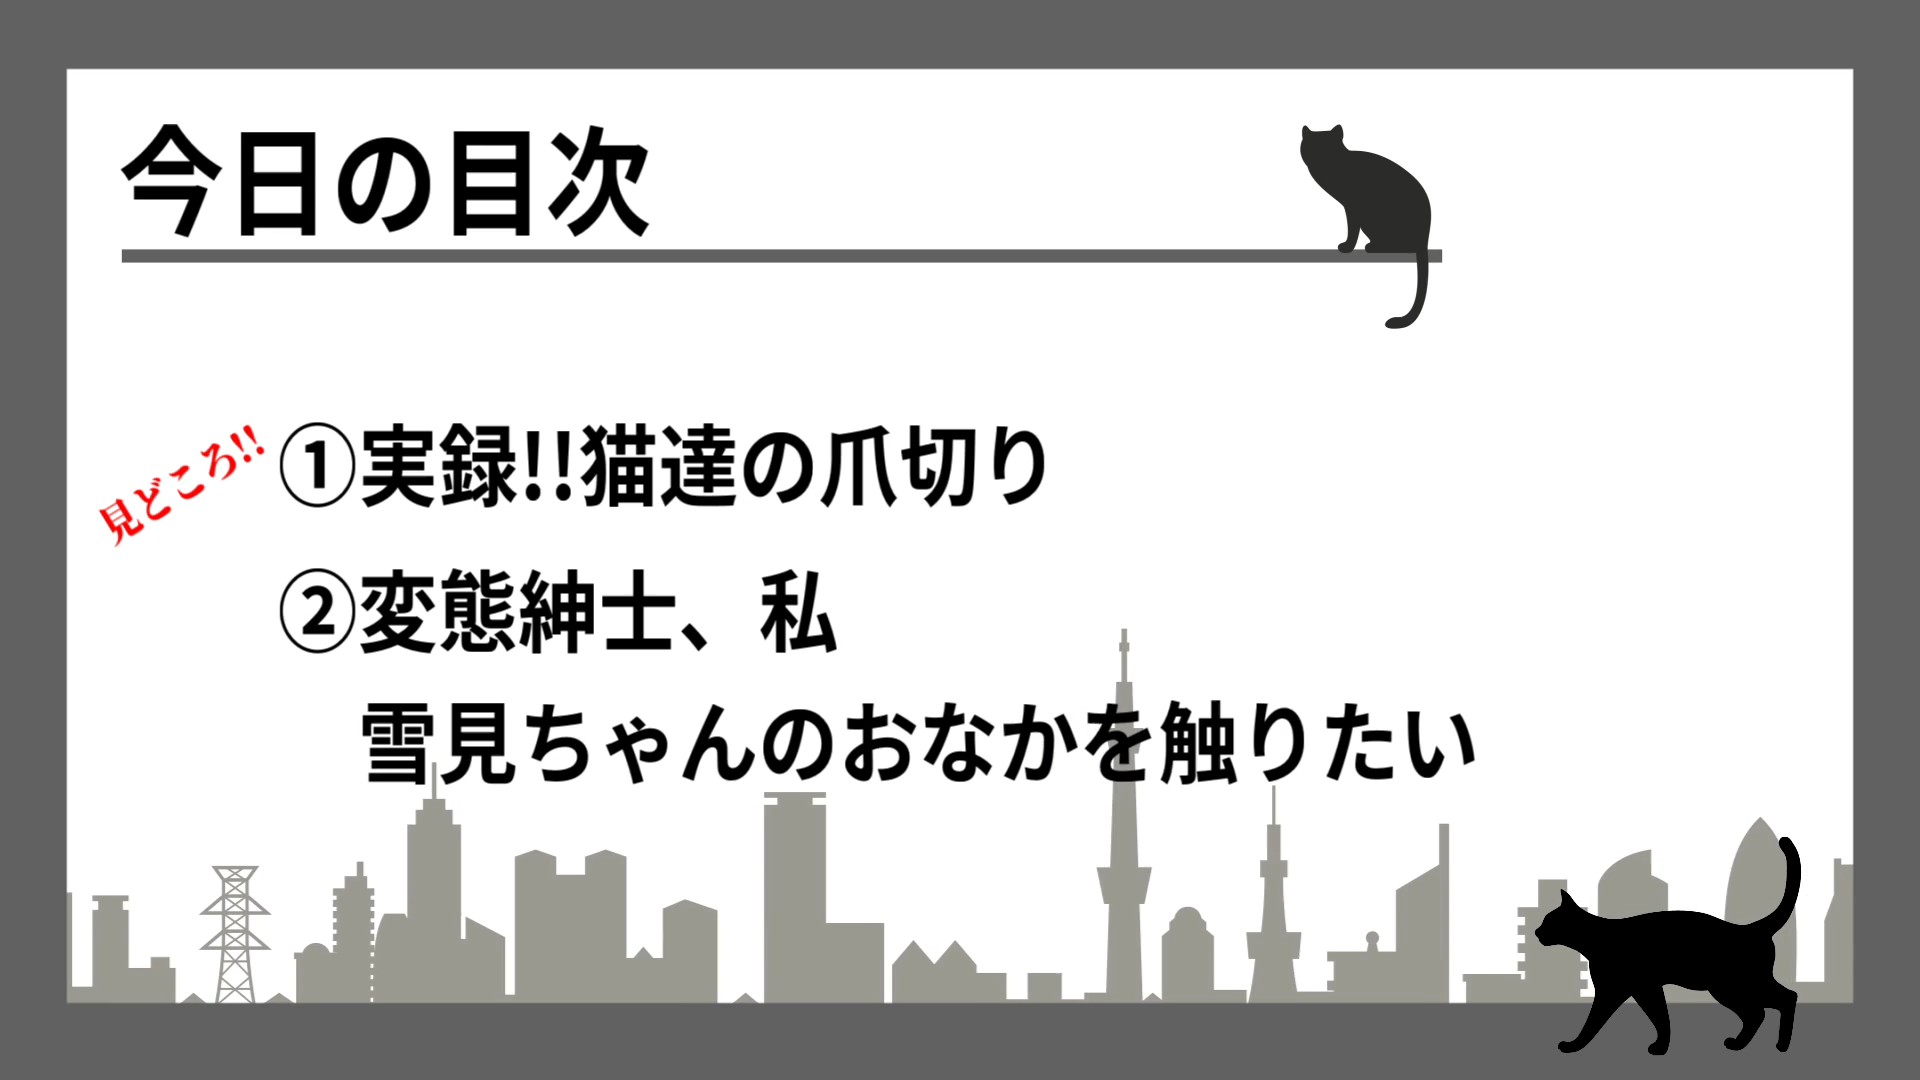 今日の目次
見どころ!!
①実録!!猫達の爪切り
②変態紳士、私
雪見ちゃんのおなかを触りたい